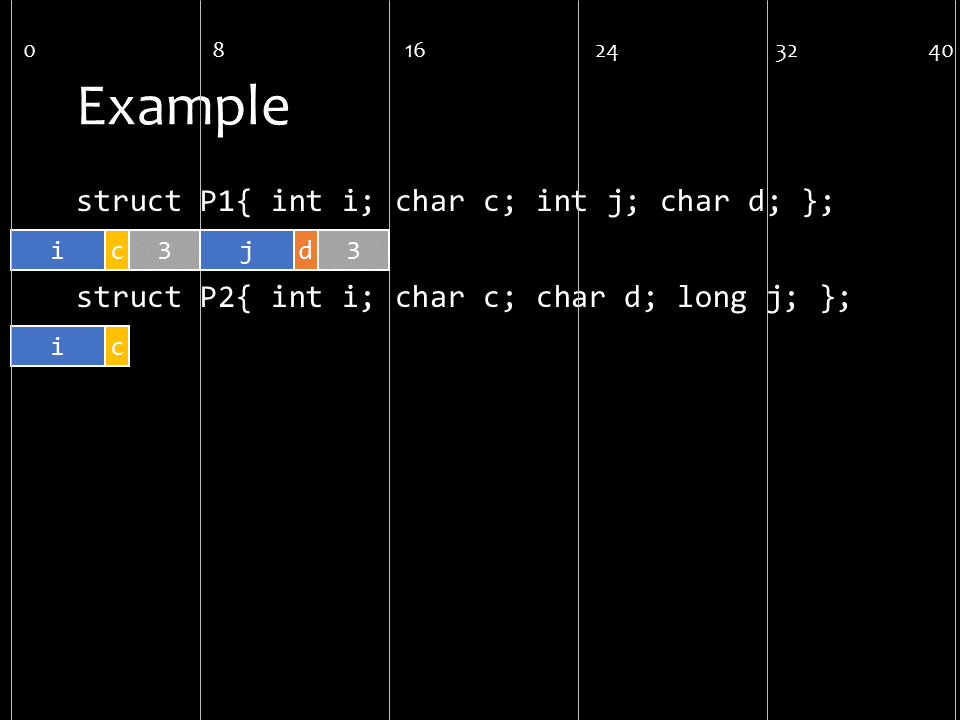 0 8 16 24 32 40
Example
struct P1{ int i; char c; int j; char d; };
i c 3 j d 3
struct P2{ int i; char c; char d; long j; };
i c